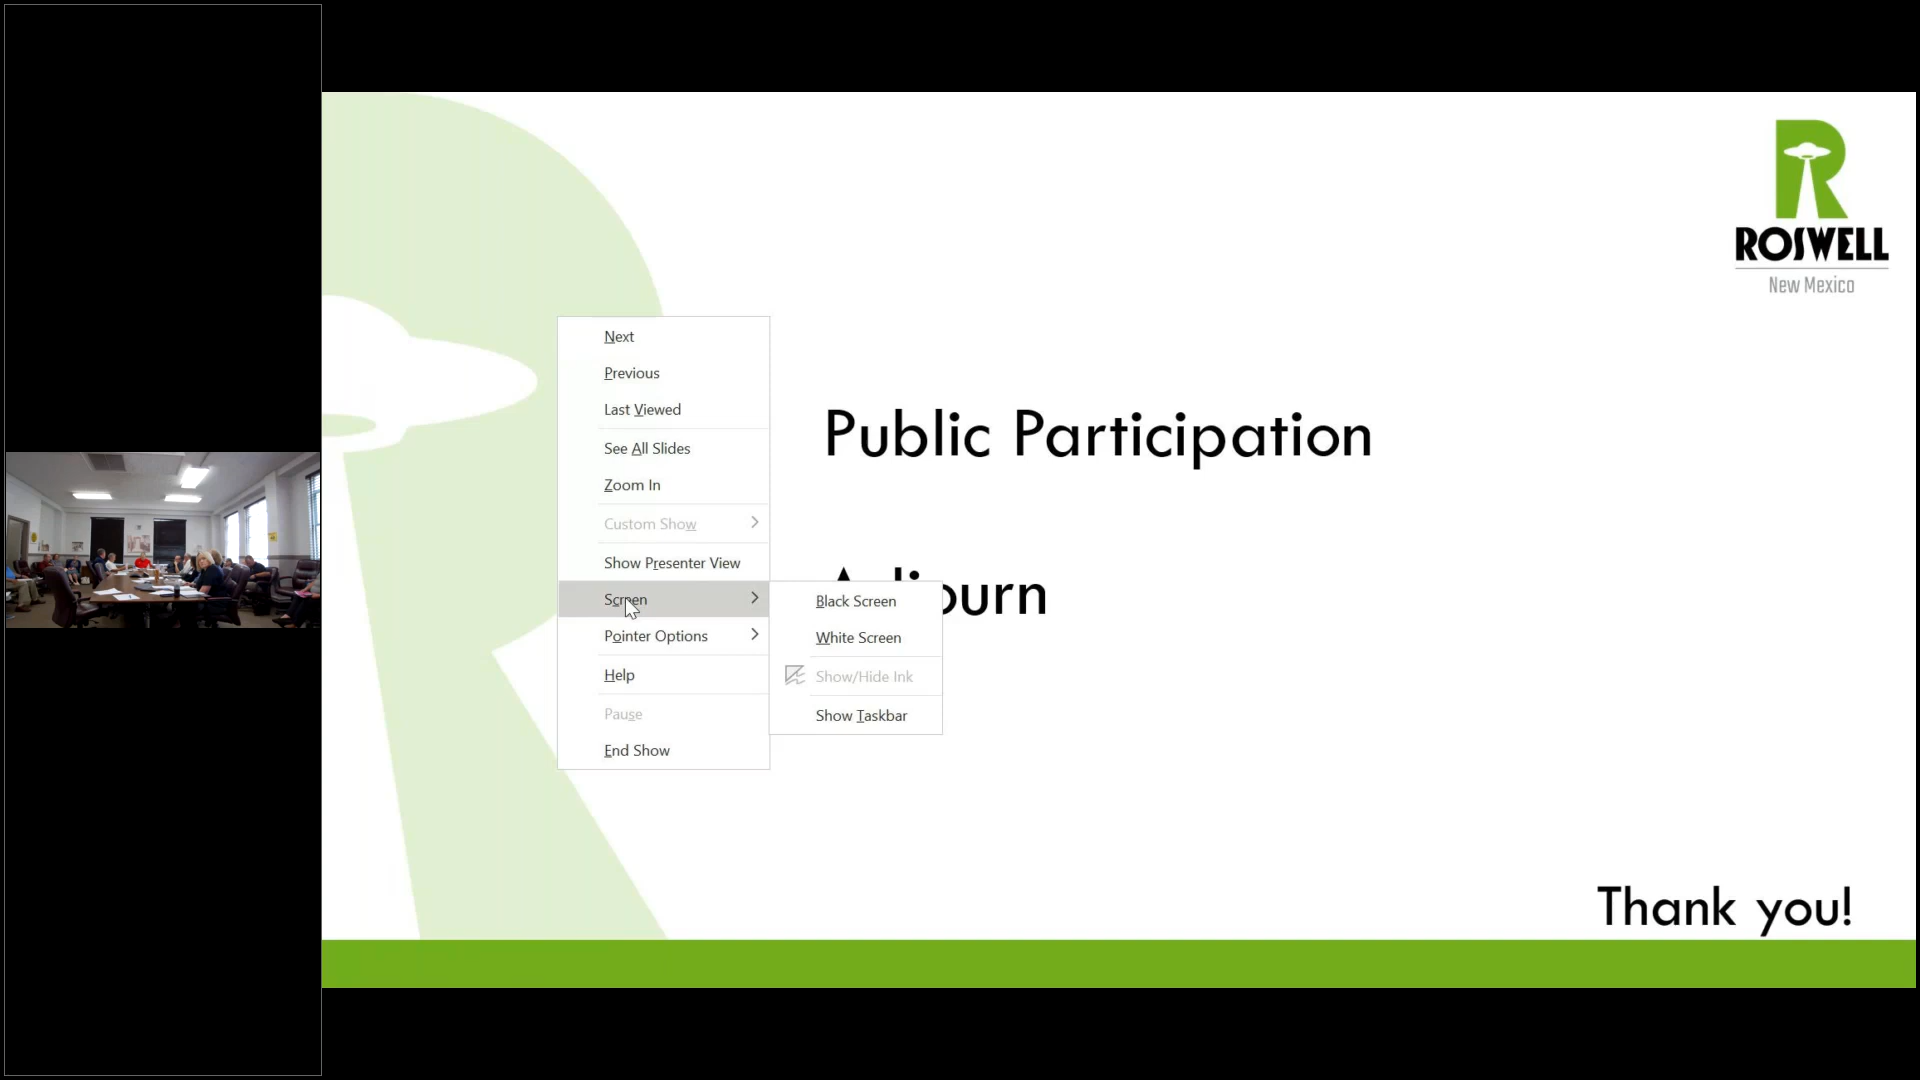 ROSWELL
New Mexico
Next
Previous
Last Viewed
See All Slides
Zoom In
Custom Show
Show Presenter View
Screen
Pointer Options
Help
Pause
End Show
Black Screen
White Screen
Show/Hide Ink
Show Taskbar
Public Participation
Adjourn
Thank you!